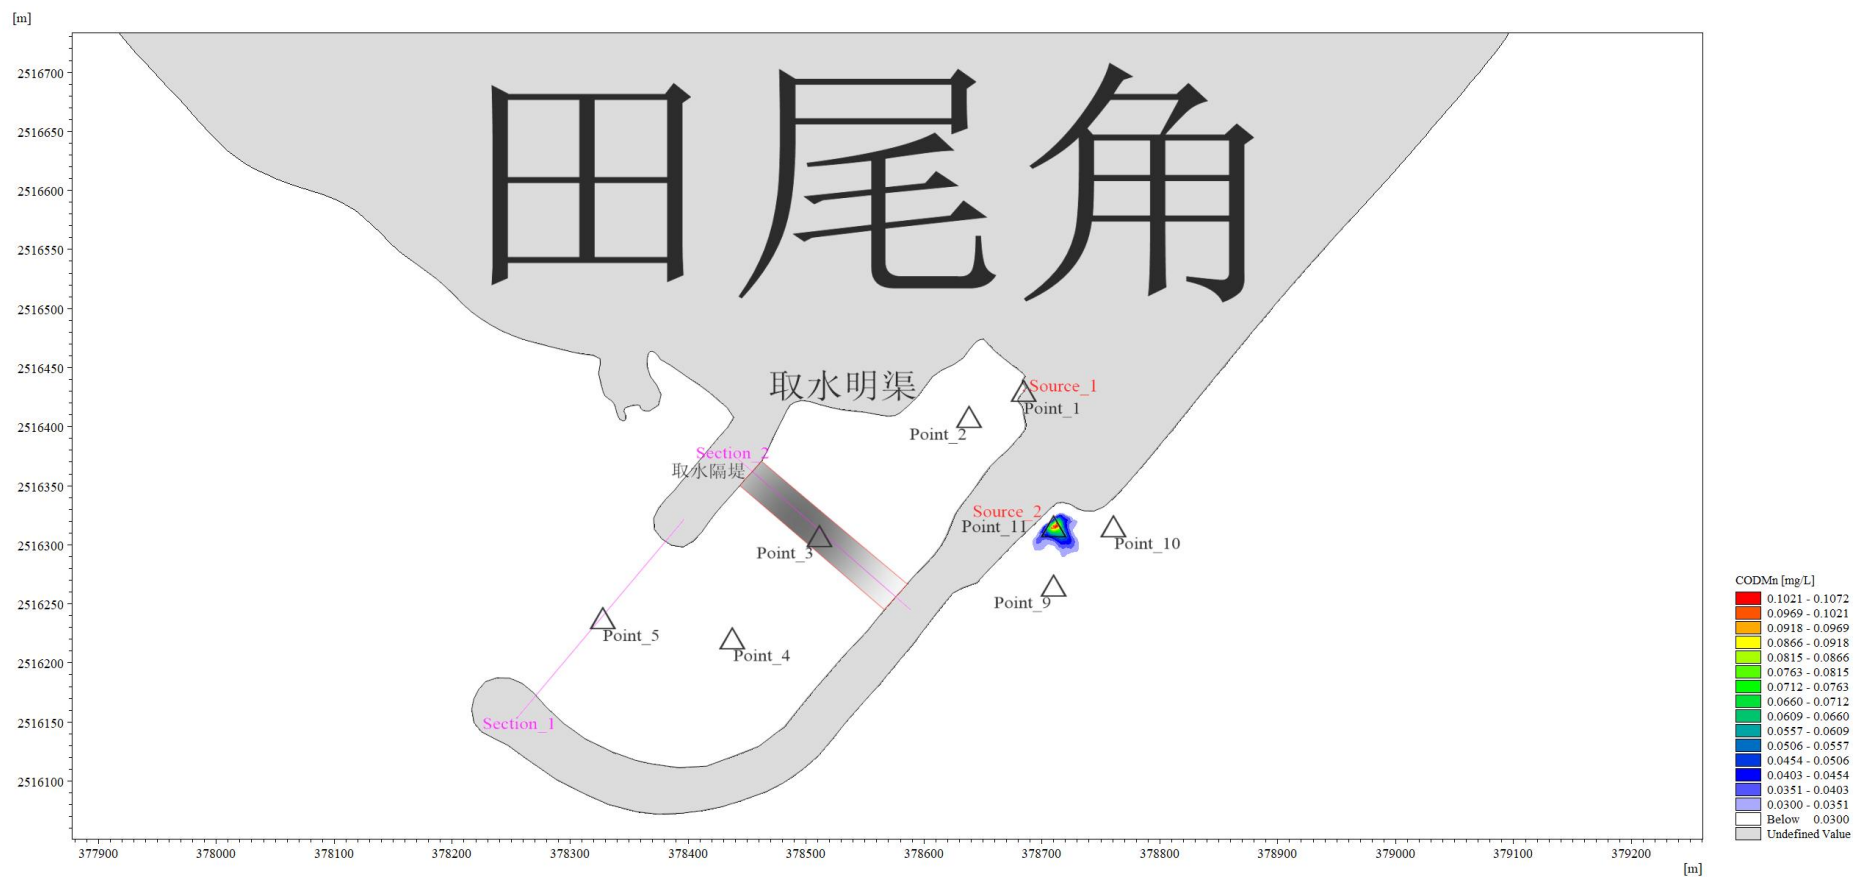 [m]
2516700
2516650
2516600
2516550
2516500
2516450
2516400
2516350
2516300
2516250
2516200
2516150
2516100
田尾角
取水明渠
Source_1
Point_1
Point_2
Section_2
取水隔堤
Source_2
Point_11
Point_10
Point_3
Point_9
Point_5
Point_4
Section_1
377900 378000 378100 378200 378300 378400 378500 378600 378700 378800 378900 379000 379100 379200
[m]
CODMn [mg/L]
0.1021 - 0.1072
0.0969 - 0.1021
0.0918 - 0.0969
0.0866 - 0.0918
0.0815 - 0.0866
0.0763 - 0.0815
0.0712 - 0.0763
0.0660 - 0.0712
0.0609 - 0.0660
0.0557 - 0.0609
0.0506 - 0.0557
0.0454 - 0.0506
0.0403 - 0.0454
0.0351 - 0.0403
0.0300 - 0.0351
Below 0.0300
Undefined Value